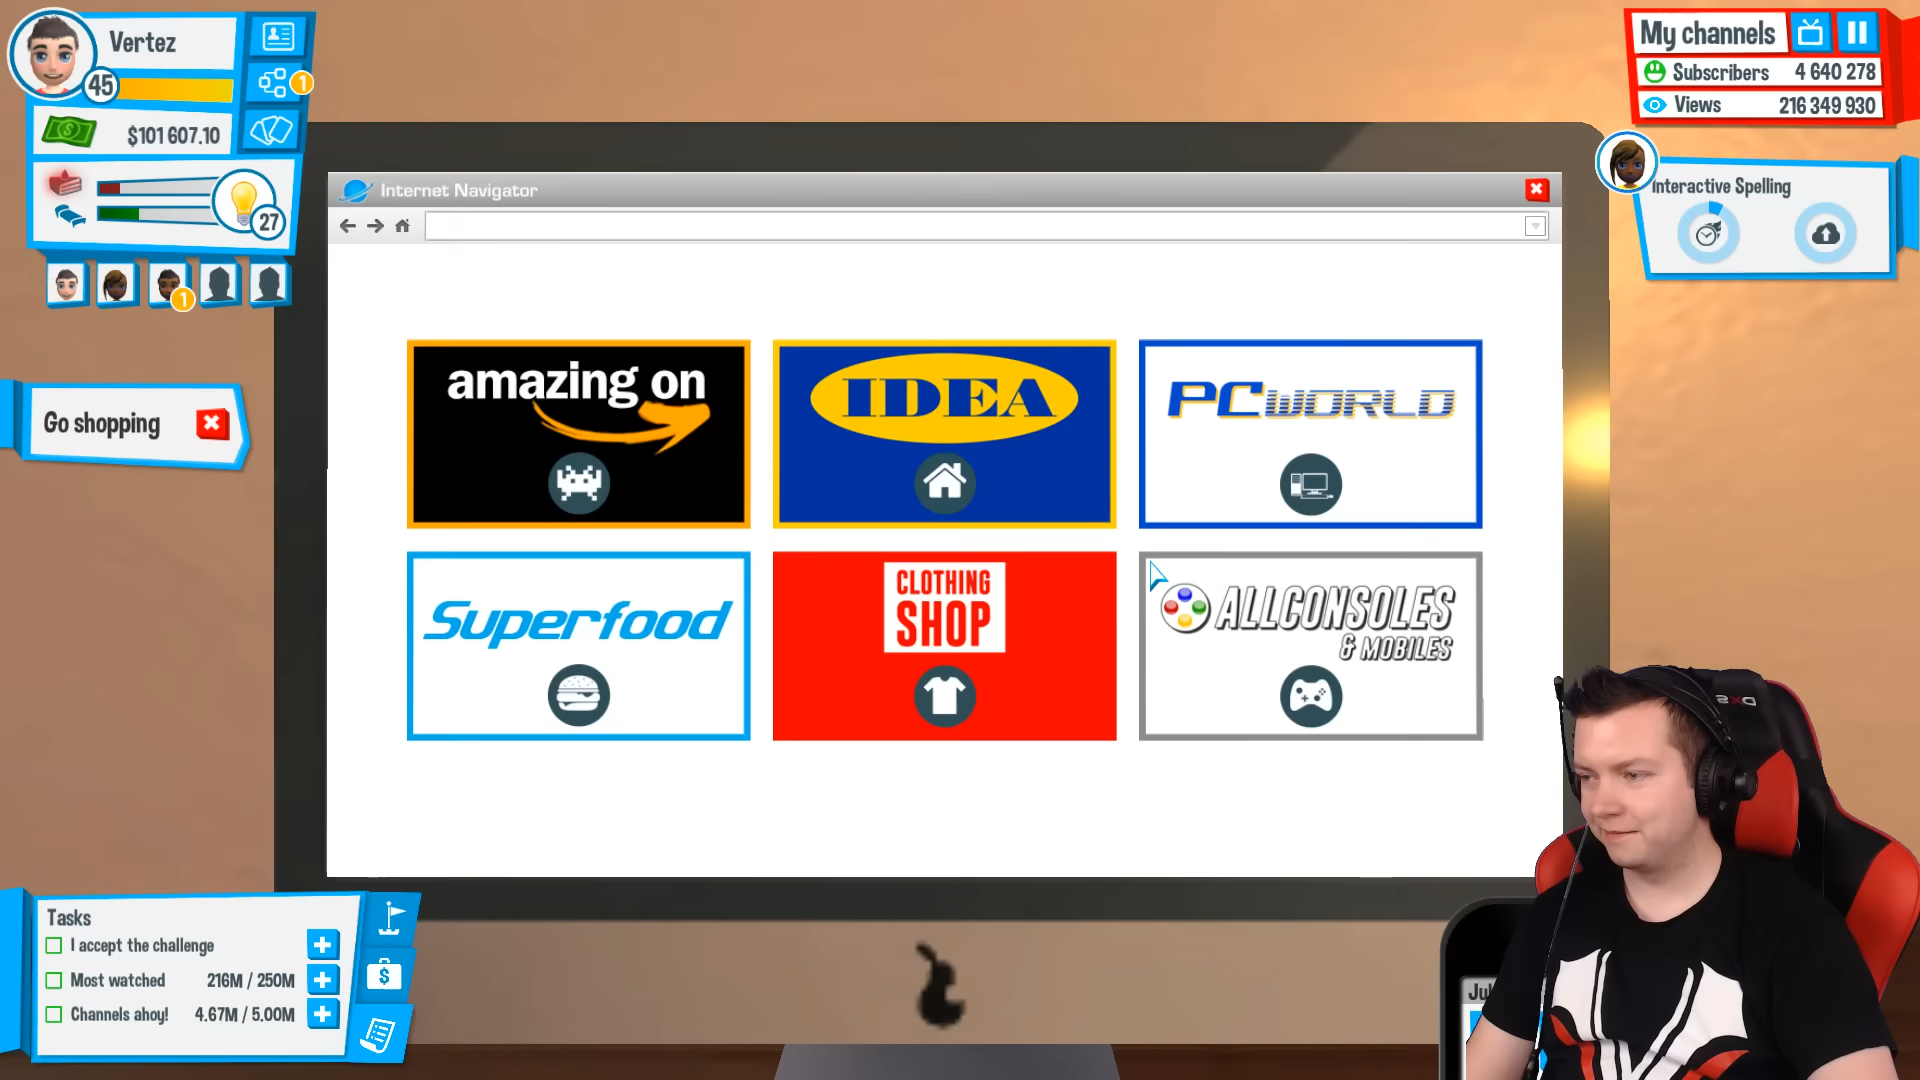 Vertez
45
$101 607.10
27
1
1
Go shopping
Tasks
I accept the challenge
Most watched 216M / 250M
Channels ahoy! 4.67M / 5.00M
Internet Navigator
amazing on
IDEA
PC WORLD
Superfood
CLOTHING
SHOP
ALLCONSOLES
& MOBILES
My channels
Subscribers 4 640 278
Views 216 349 930
Interactive Spelling